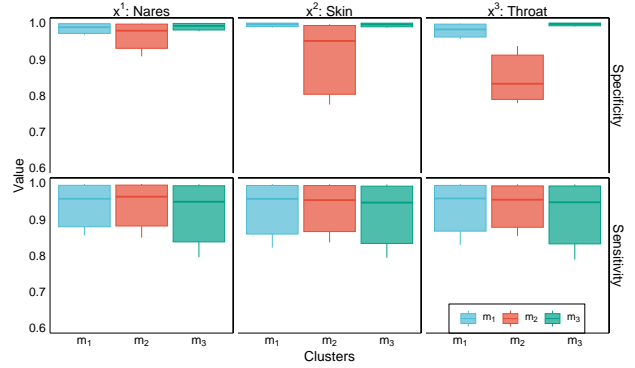 x¹: Nares
x²: Skin
x³: Throat
1.0
0.9
0.8
0.7
0.6
Specificity
Value
1.0
0.9
0.8
0.7
0.6
Sensitivity
m₁ m₂ m₃
m₁ m₂ m₃
m₁ m₂ m₃
m₁ m₂ m₃
Clusters